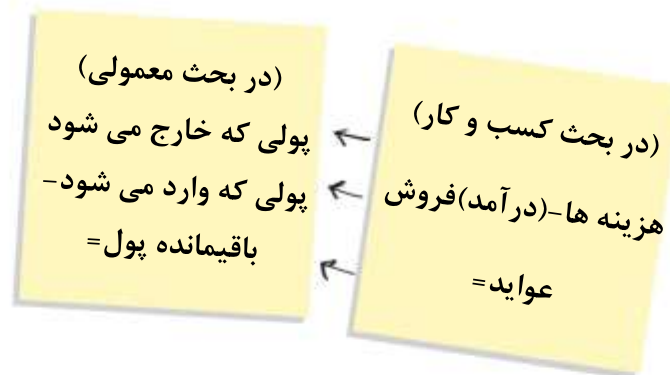 (در بحث کسب و کار)
هزینه ها-(درآمد)فروش
عواید=
(در بحث معمولی)
پولی که خارج می شود
پولی که وارد می شود-
باقیمانده پول=